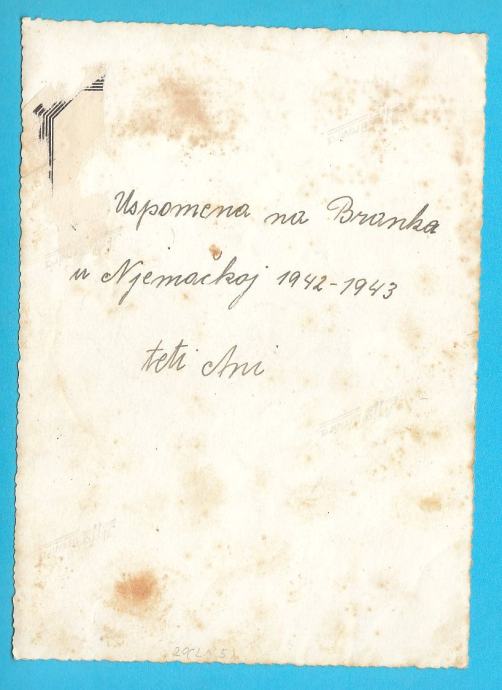 Uspomena na Branka
u Njemačkoj 1942-1943
teti Ani